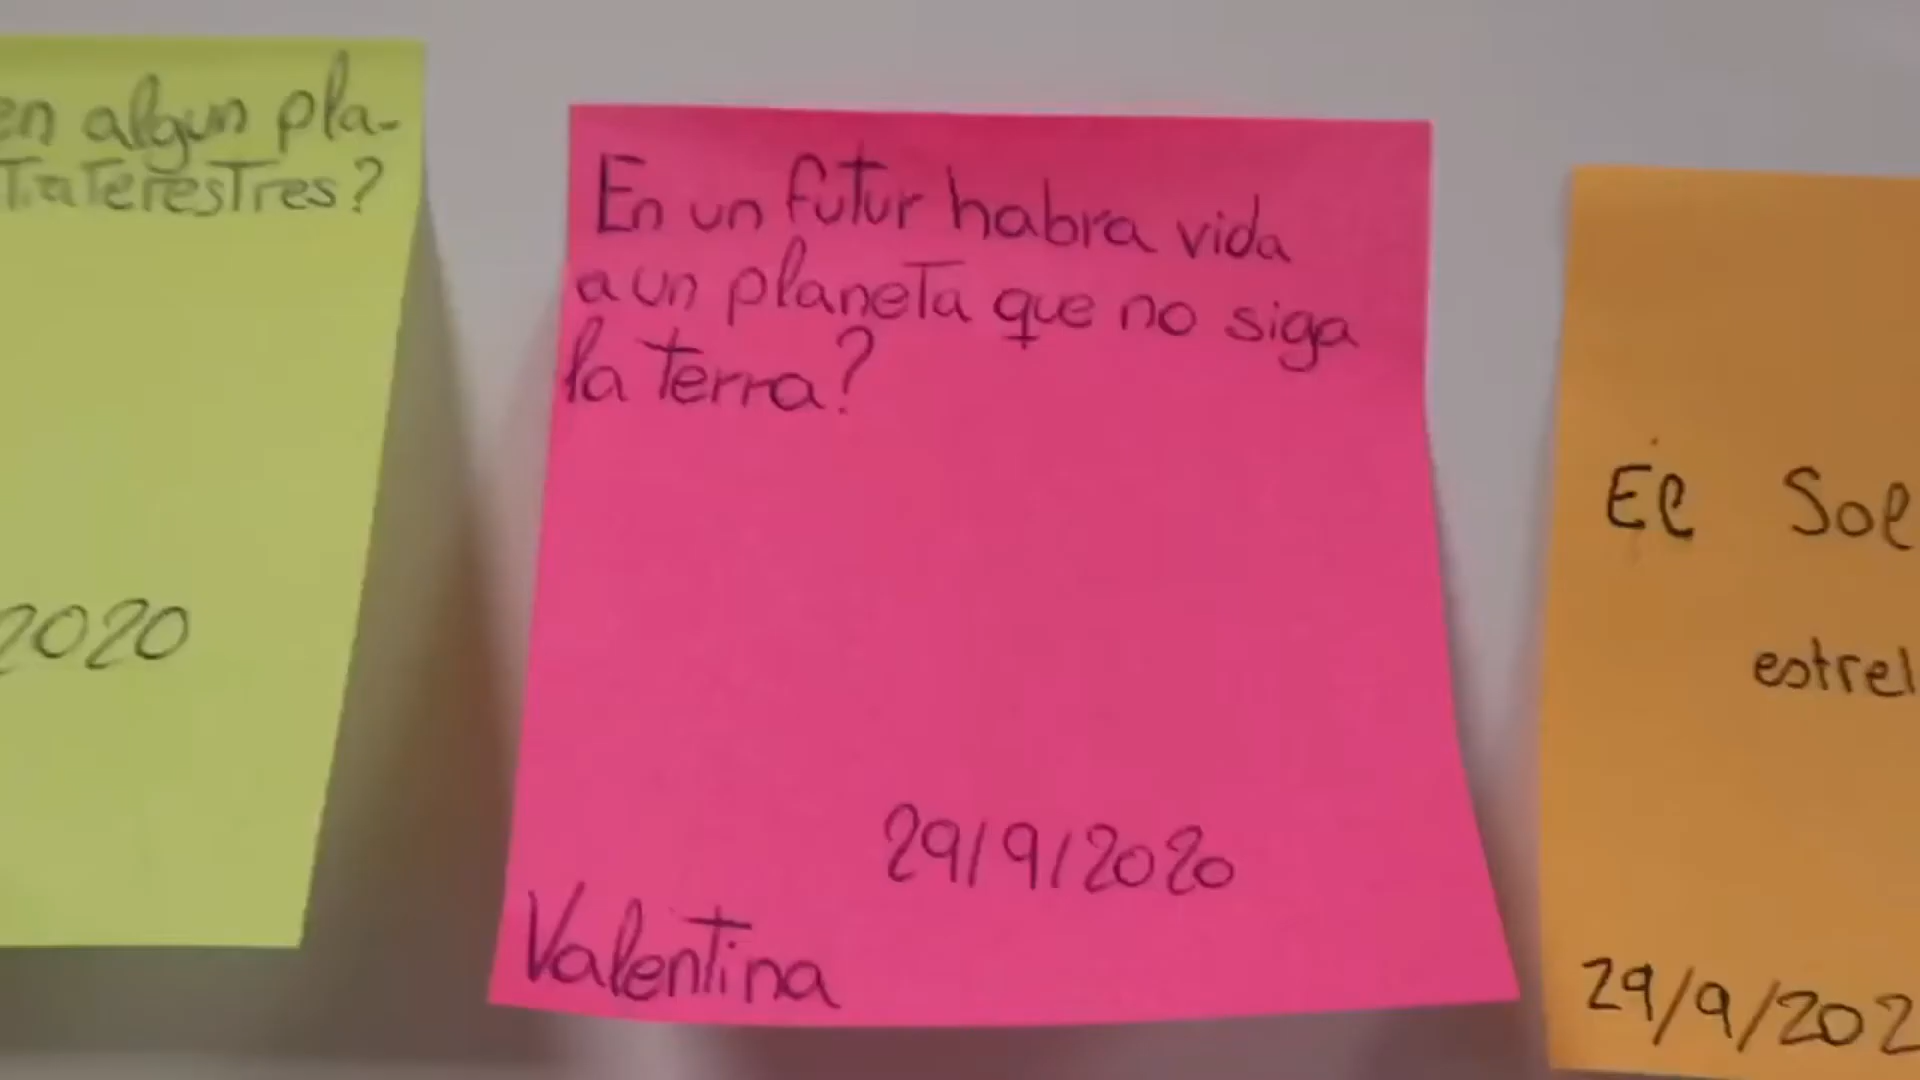 en algun pla-
TraTeresTres?
2020
En un futur habra vida
a un planeta que no siga
la terra?
29/9/2020
Valentina
El Sol
estrel
29/9/202